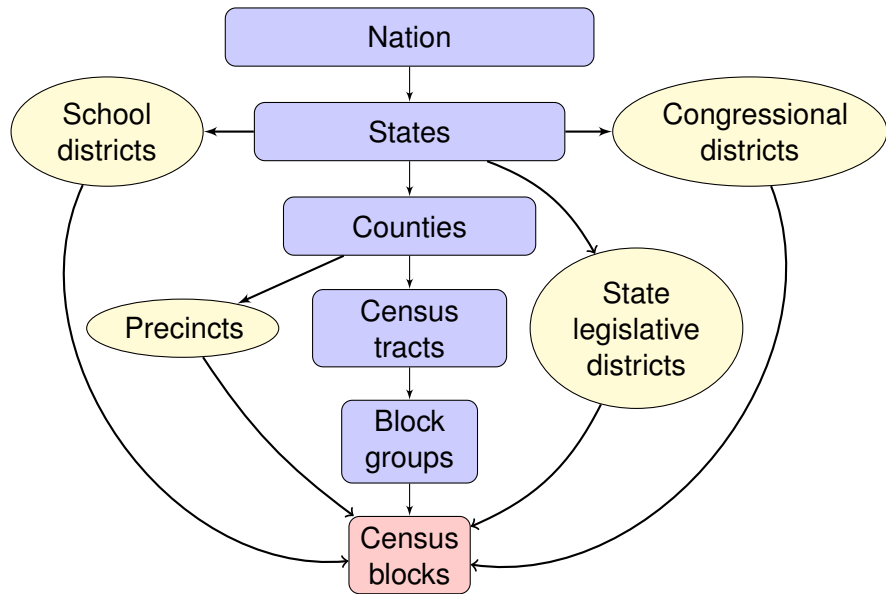 Nation
School
districts
States
Congressional
districts
Counties
Precincts
Census
tracts
State
legislative
districts
Block
groups
Census
blocks